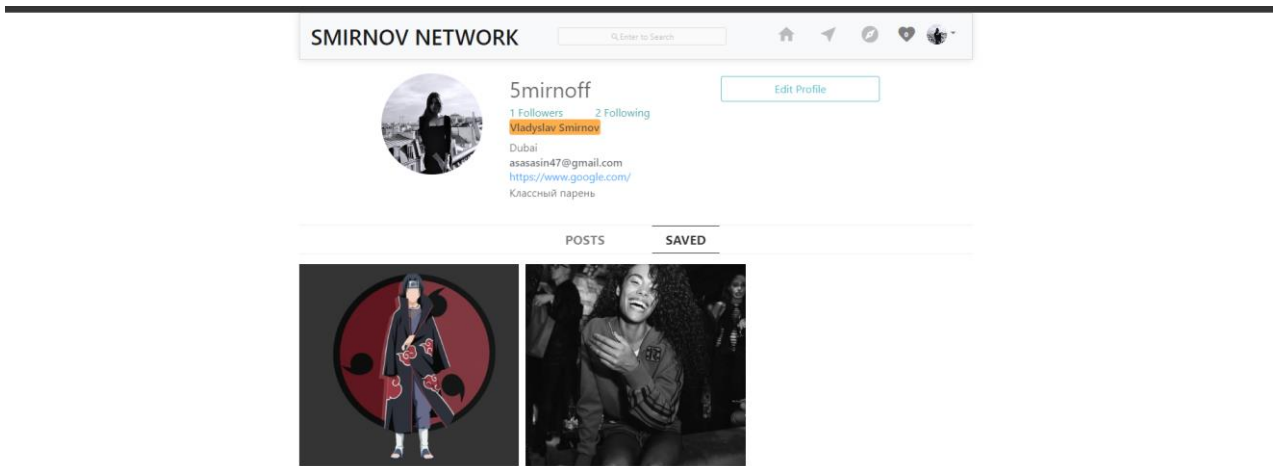 SMIRNOV NETWORK
Enter to Search
0
5mirnoff
Edit Profile
1 Followers 2 Following
Vladyslav Smirnov
Dubai
asasasin47@gmail.com
https://www.google.com/
Классный парень
POSTS SAVED